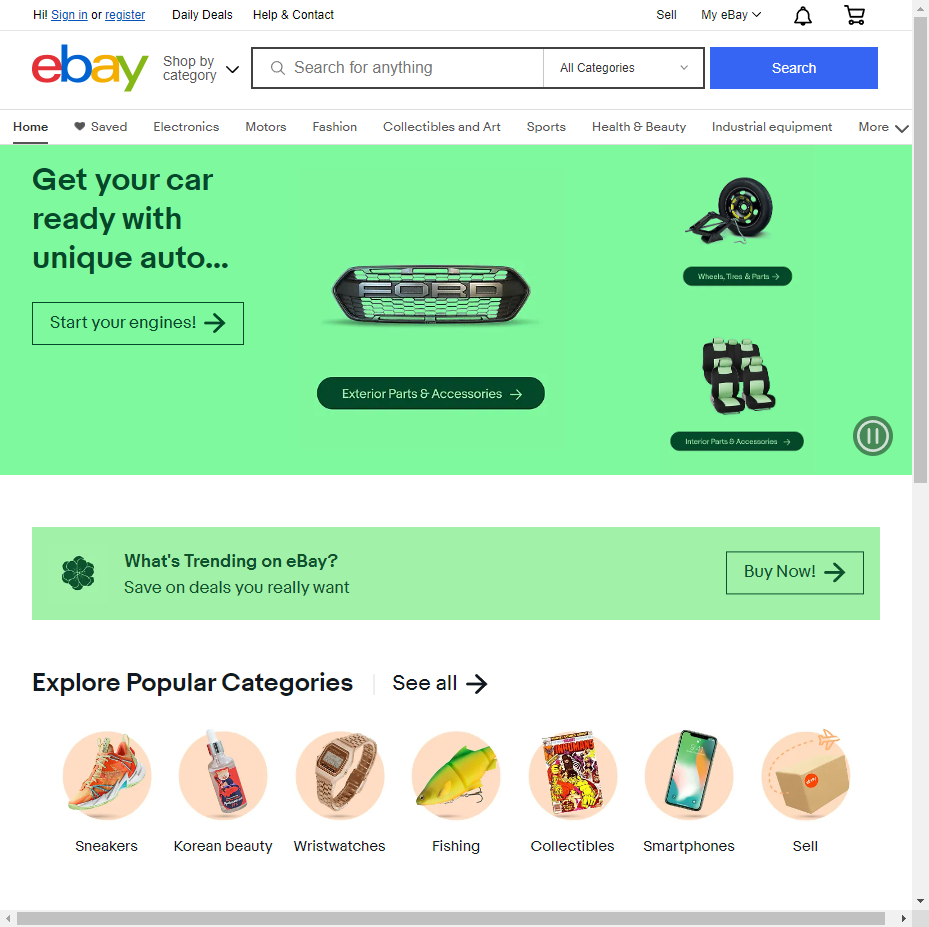 Hi! Sign in or register
Daily Deals
Help & Contact
Sell
My eBay
ebay
Shop by
category
Search for anything
All Categories
Search
Home
Saved
Electronics
Motors
Fashion
Collectibles and Art
Sports
Health & Beauty
Industrial equipment
More
Get your car
ready with
unique auto...
Start your engines!
FORD
Exterior Parts & Accessories
Wheels, Tires & Parts
Interior Parts & Accessories
What's Trending on eBay?
Save on deals you really want
Buy Now!
Explore Popular Categories
See all
INHUMANS
Sneakers
Korean beauty
Wristwatches
Fishing
Collectibles
Smartphones
Sell